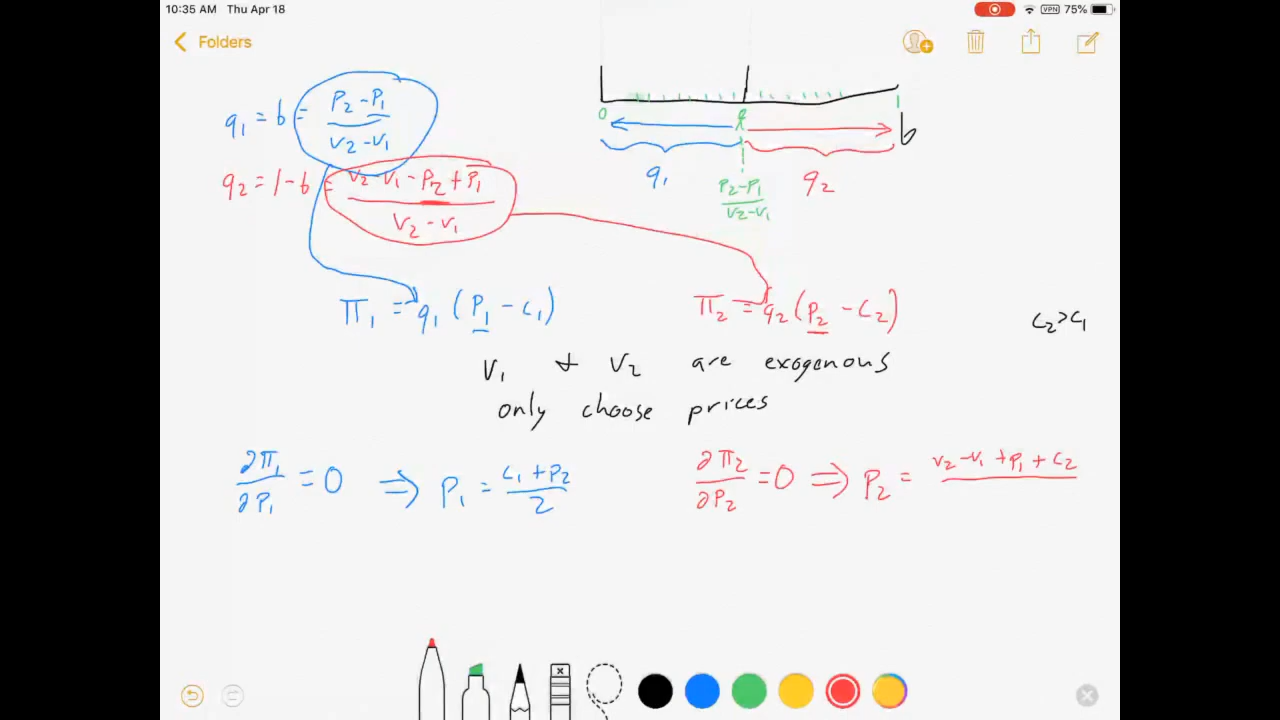 10:35 AM Thu Apr 18
VPN 75%
Folders
q₁ = b = (P₂ - P₁)/(V₂ - V₁)
q₂ = 1 - b = (V₂ - V₁ - P₂ + P₁)/(V₂ - V₁)
0 1 b
q₁ q₂
(P₂ - P₁)/(V₂ - V₁)
π₁ = q₁ (P₁ - C₁)
π₂ = q₂ (P₂ - C₂)
C₂ > C₁
V₁ + V₂ are exogenous
only choose prices
∂π₁/∂P₁ = 0 ⇒ P₁ = (C₁ + P₂)/2
∂π₂/∂P₂ = 0 ⇒ P₂ = V₂ - V₁ + P₁ + C₂